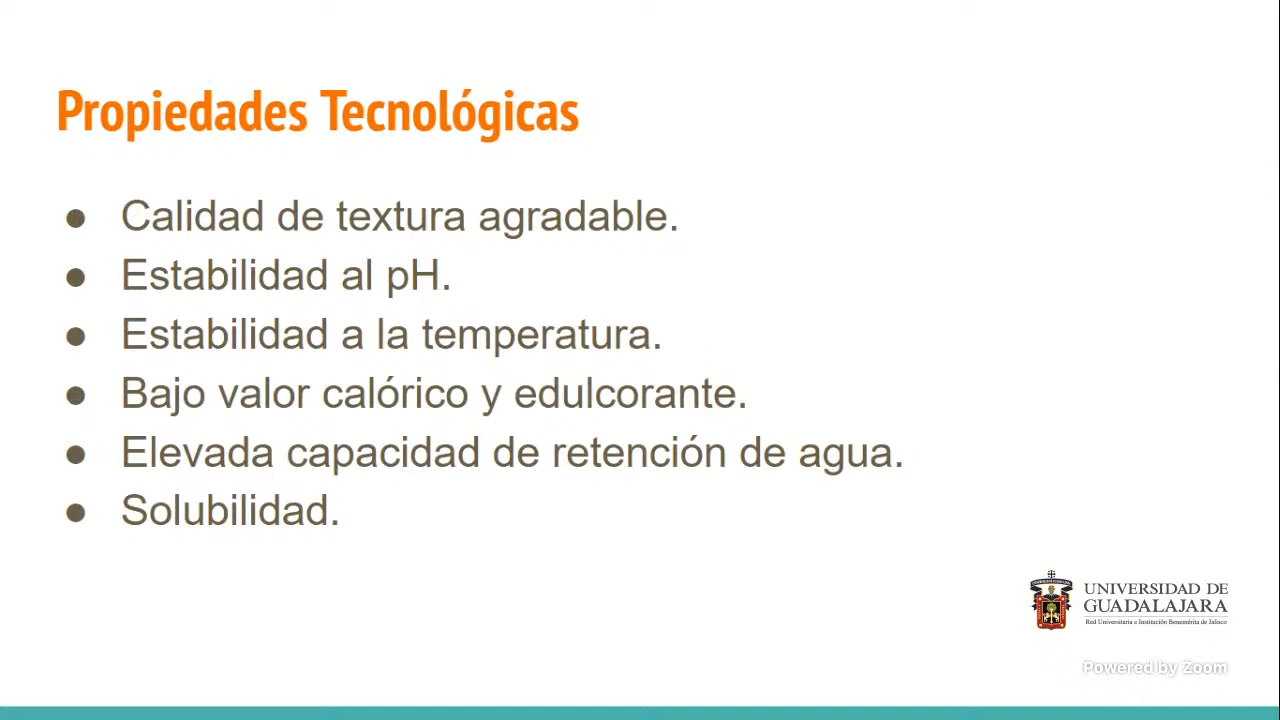 Propiedades Tecnológicas
● Calidad de textura agradable.
● Estabilidad al pH.
● Estabilidad a la temperatura.
● Bajo valor calórico y edulcorante.
● Elevada capacidad de retención de agua.
● Solubilidad.
UNIVERSIDAD DE
GUADALAJARA
Red Universitaria e Institución Benemérita de Jalisco
Powered by Zoom